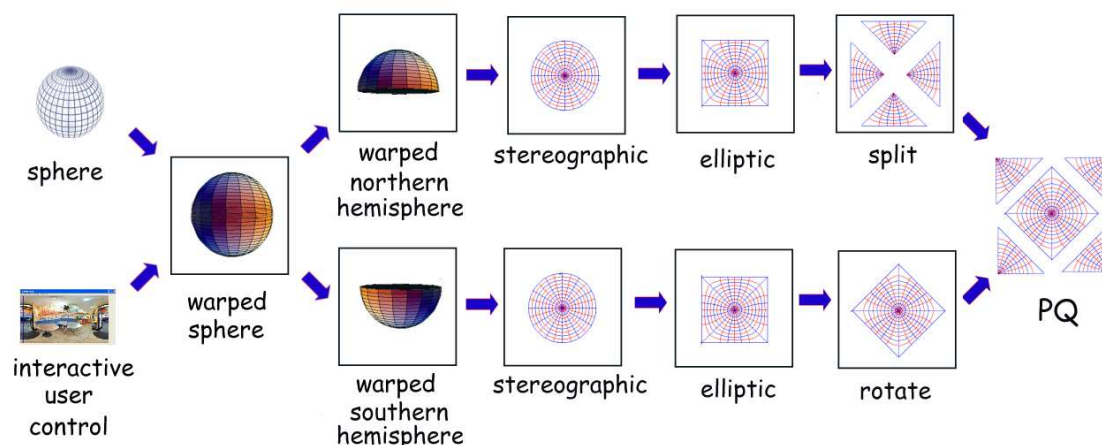 sphere
interactive
user
control
warped
sphere
warped
northern
hemisphere
stereographic
elliptic
split
warped
southern
hemisphere
stereographic
elliptic
rotate
PQ